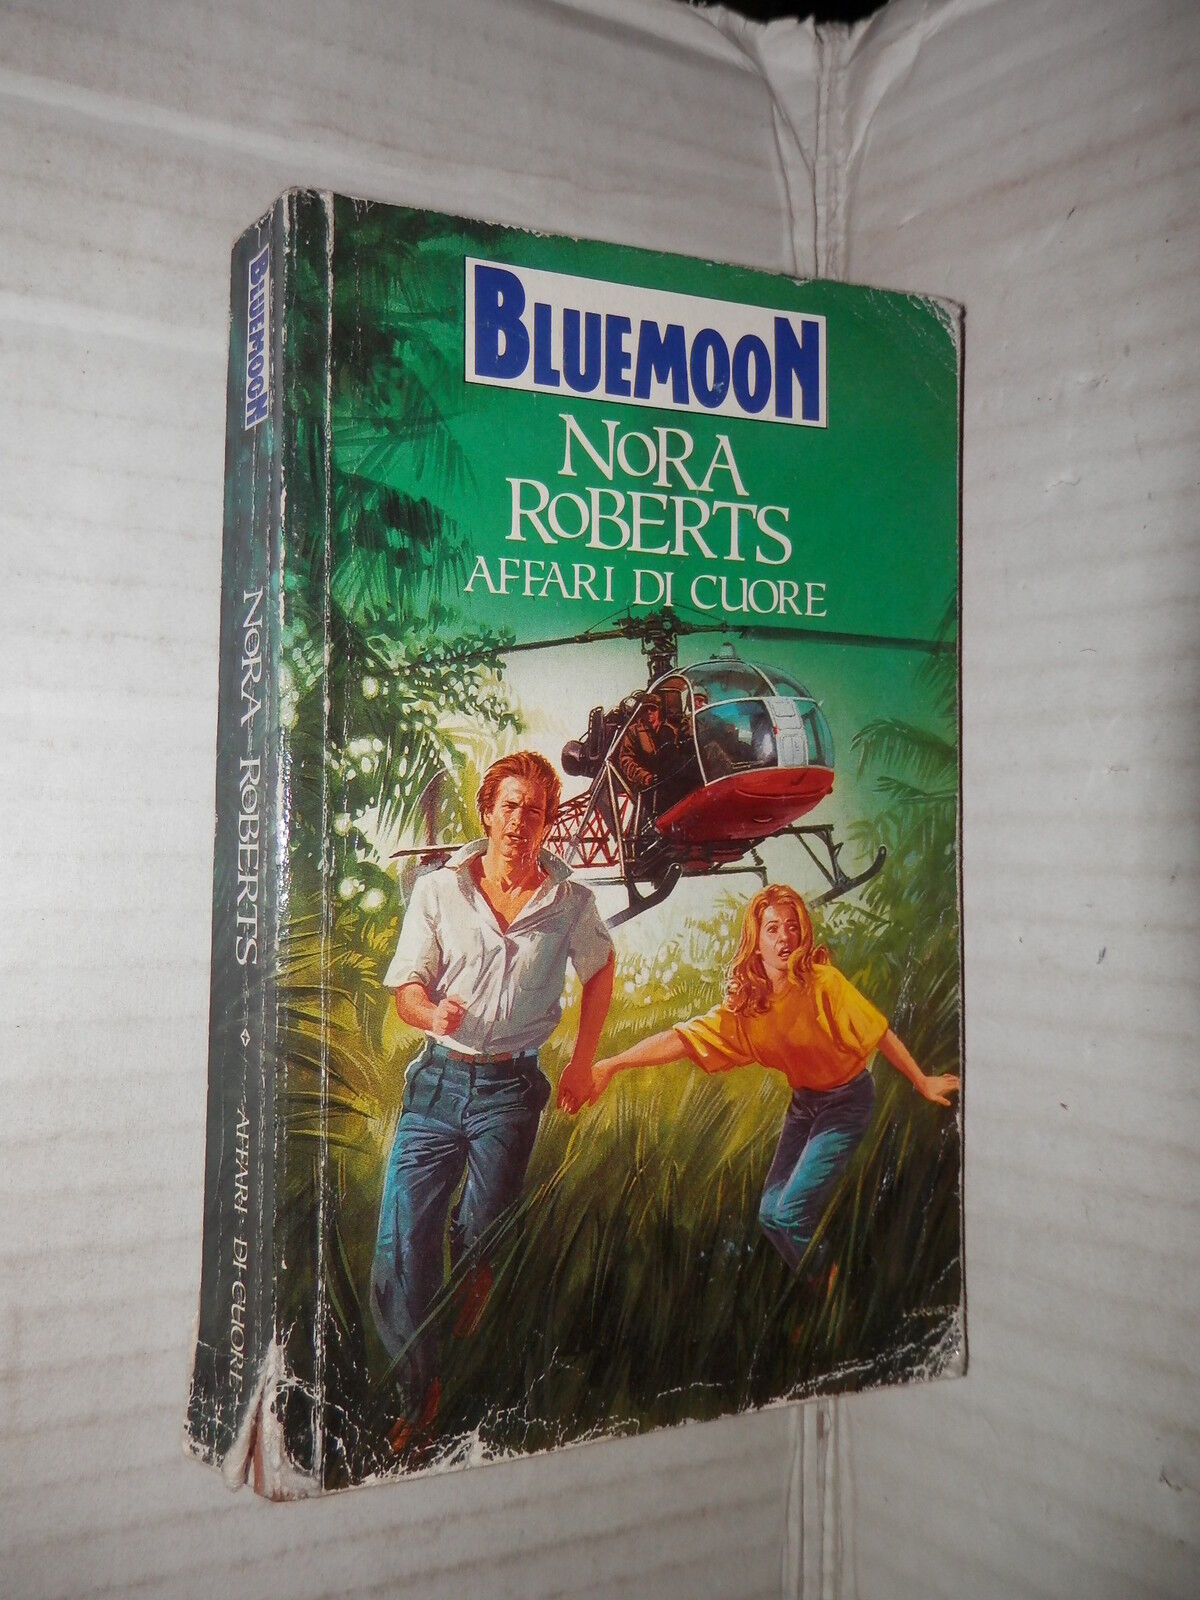 BLUEMOON
NORA
ROBERTS
AFFARI DI CUORE
BLUEMOON
NORA ROBERTS
AFFARI DI CUORE